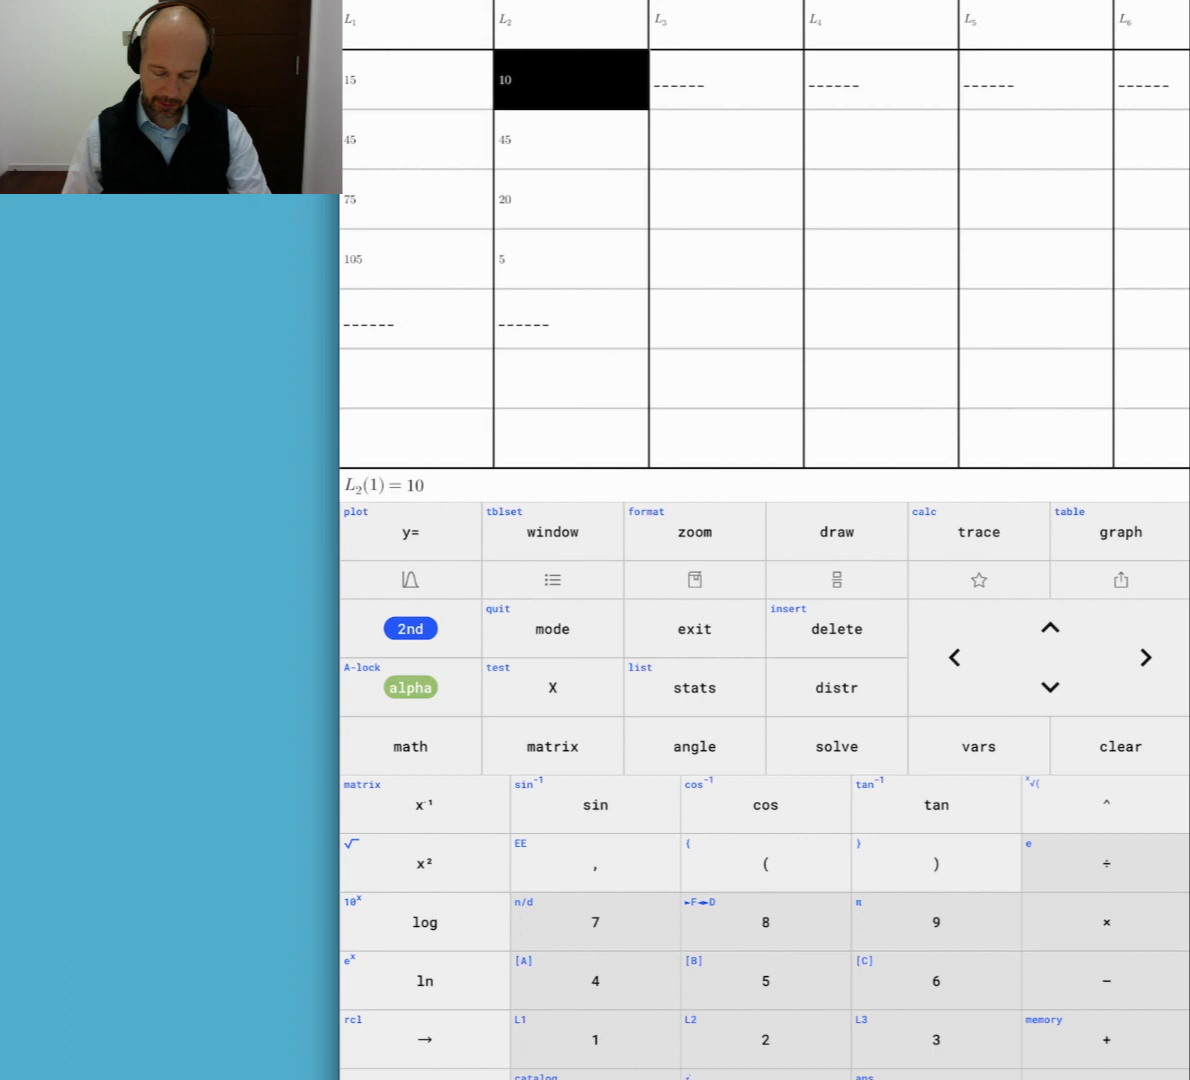 L₁ L₂ L₃ L₄ L₅ L₆
15 10 ------ ------ ------ ------
45 45
75 20
105 5
------ ------
L₂(1) = 10
plot tblset format calc table
y= window zoom draw trace graph
quit insert
2nd mode exit delete
A-lock test list
alpha X stats distr
math matrix angle solve vars clear
matrix sin⁻¹ cos⁻¹ tan⁻¹ ˣ√(
x⁻¹ sin cos tan ^
√ EE { } e
x² , ( ) ÷
10ˣ n/d ►F◄►D π
log 7 8 9 ×
eˣ [A] [B] [C]
ln 4 5 6 −
rcl L1 L2 L3 memory
→ 1 2 3 +
catalog i ans